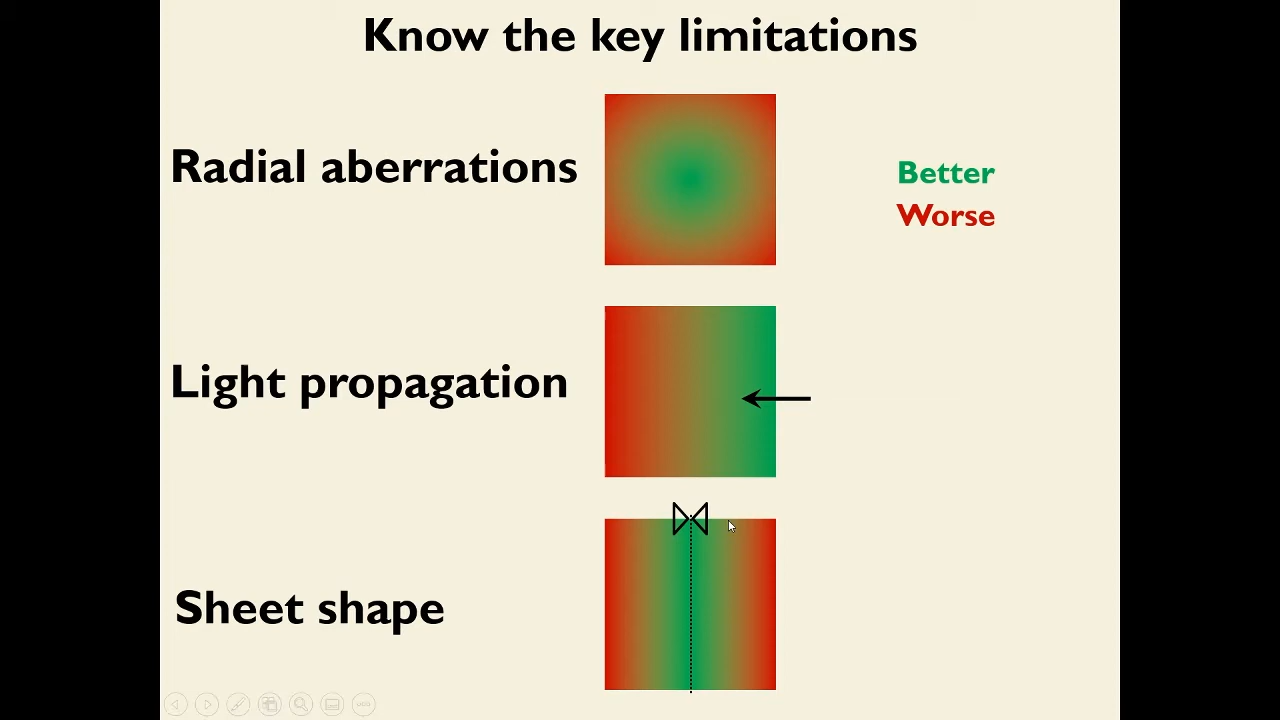 Know the key limitations
Radial aberrations
Better
Worse
Light propagation
Sheet shape